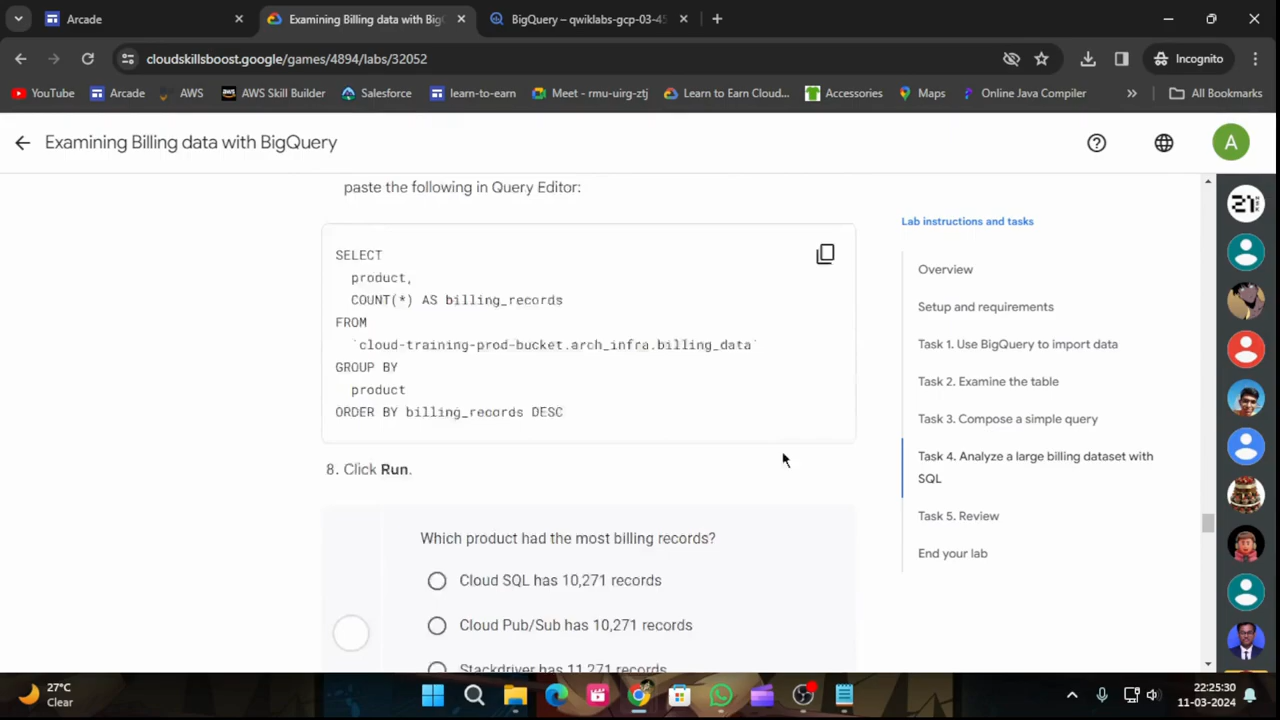 Arcade
Examining Billing data with Big
BigQuery – qwiklabs-gcp-03-45
cloudskillsboost.google/games/4894/labs/32052
Incognito
YouTube
Arcade
AWS
AWS Skill Builder
Salesforce
learn-to-earn
Meet - rmu-uirg-ztj
Learn to Earn Cloud...
Accessories
Maps
Online Java Compiler
All Bookmarks
Examining Billing data with BigQuery
A
paste the following in Query Editor:
SELECT
product,
COUNT(*) AS billing_records
FROM
`cloud-training-prod-bucket.arch_infra.billing_data`
GROUP BY
product
ORDER BY billing_records DESC
8. Click Run.
Which product had the most billing records?
Cloud SQL has 10,271 records
Cloud Pub/Sub has 10,271 records
Stackdriver has 11,271 records
Lab instructions and tasks
Overview
Setup and requirements
Task 1. Use BigQuery to import data
Task 2. Examine the table
Task 3. Compose a simple query
Task 4. Analyze a large billing dataset with
SQL
Task 5. Review
End your lab
27°C
Clear
22:25:30
11-03-2024